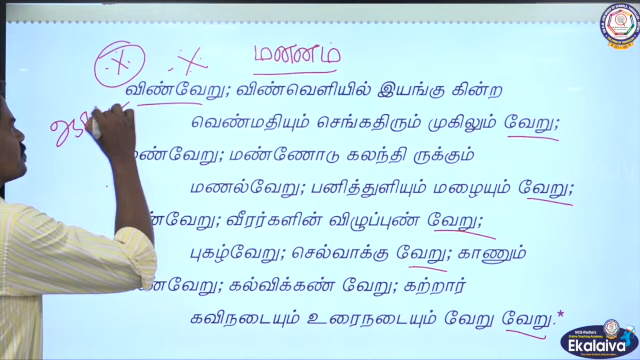 மண்ணம்
விண்வேறு; விண்வெளியில் இயங்கு கின்ற
வெண்மதியும் செங்கதிரும் முகிலும் வேறு;
மண்ணோடு கலந்தி ருக்கும்
மணல்வேறு; பனித்துளியும் மழையும் வேறு;
வீரர்களின் விழுப்புண் வேறு;
புகழ்வேறு; செல்வாக்கு வேறு; காணும்
கல்விக்கண் வேறு; கற்றார்
கவிநடையும் உரைநடையும் வேறு வேறு.*
Ekalaiva